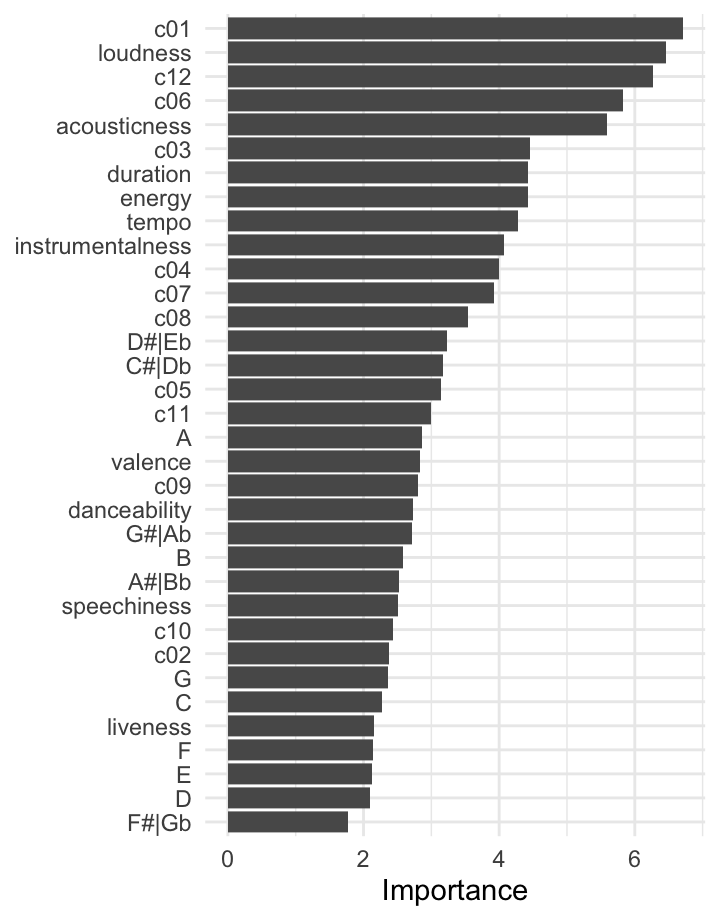 c01
loudness
c12
c06
acousticness
c03
duration
energy
tempo
instrumentalness
c04
c07
c08
D#|Eb
C#|Db
c05
c11
A
valence
c09
danceability
G#|Ab
B
A#|Bb
speechiness
c10
c02
G
C
liveness
F
E
D
F#|Gb
0 2 4 6
Importance